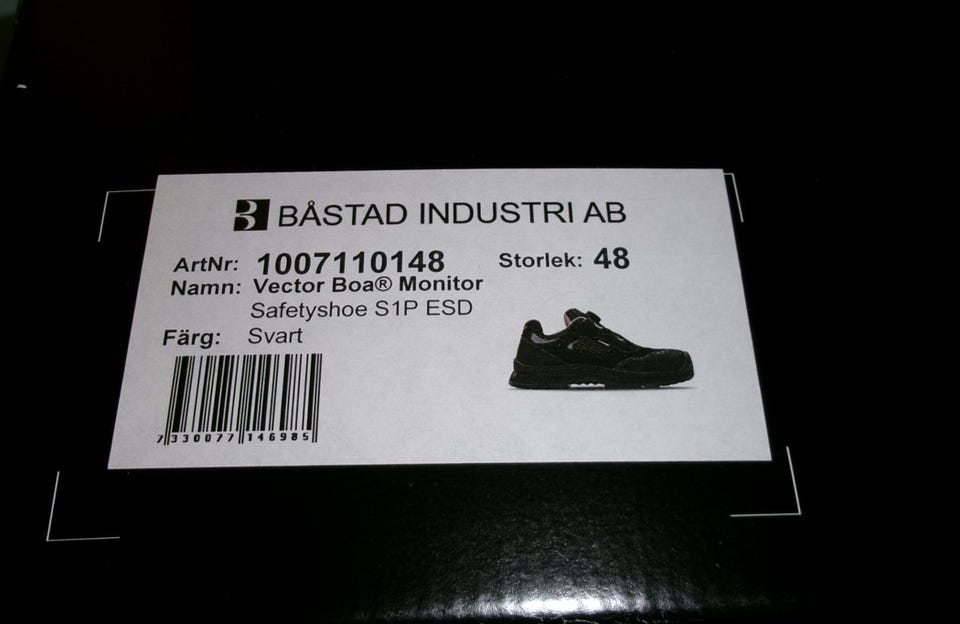 B BÅSTAD INDUSTRI AB
ArtNr: 1007110148 Storlek: 48
Namn: Vector Boa® Monitor
Safetyshoe S1P ESD
Färg: Svart
7 330077 146985